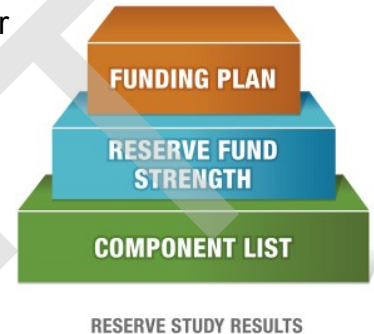 r
FUNDING PLAN
RESERVE FUND
STRENGTH
COMPONENT LIST
RESERVE STUDY RESULTS